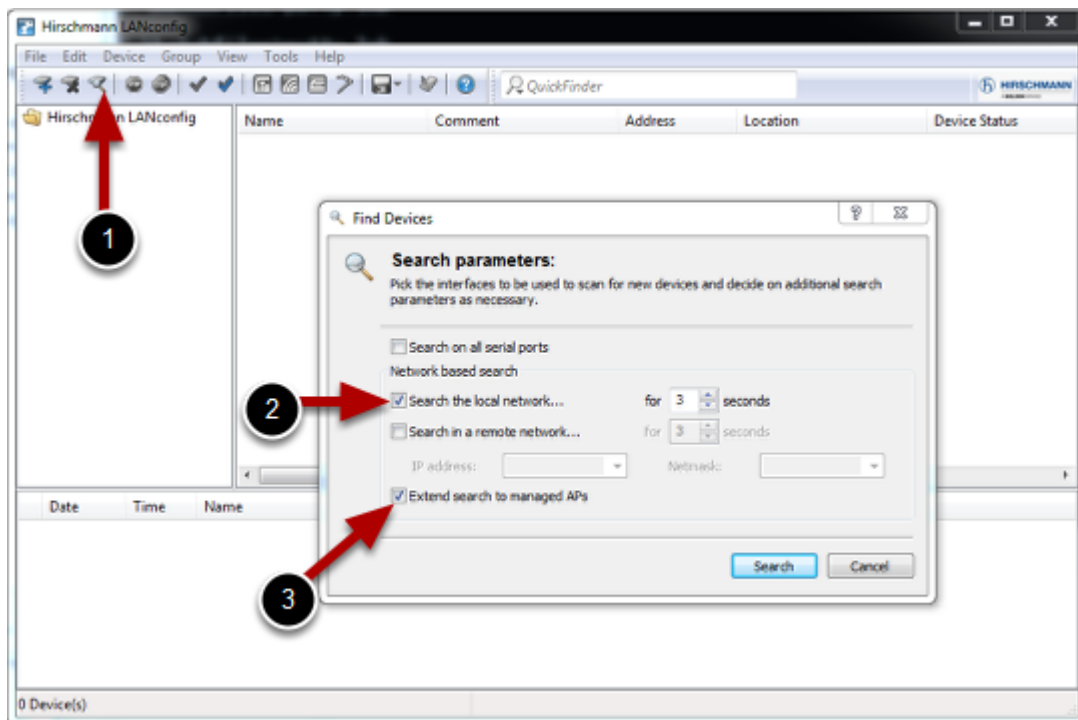 Hirschmann LANconfig
File Edit Device Group View Tools Help
QuickFinder
HIRSCHMANN
Hirschmann LANconfig
Name Comment Address Location Device Status
1
Find Devices
Search parameters:
Pick the interfaces to be used to scan for new devices and decide on additional search
parameters as necessary.
Search on all serial ports
Network based search
2
Search the local network... for 3 seconds
Search in a remote network... for 3 seconds
IP address: Netmask:
Extend search to managed APs
Date Time Name
Search Cancel
3
0 Device(s)